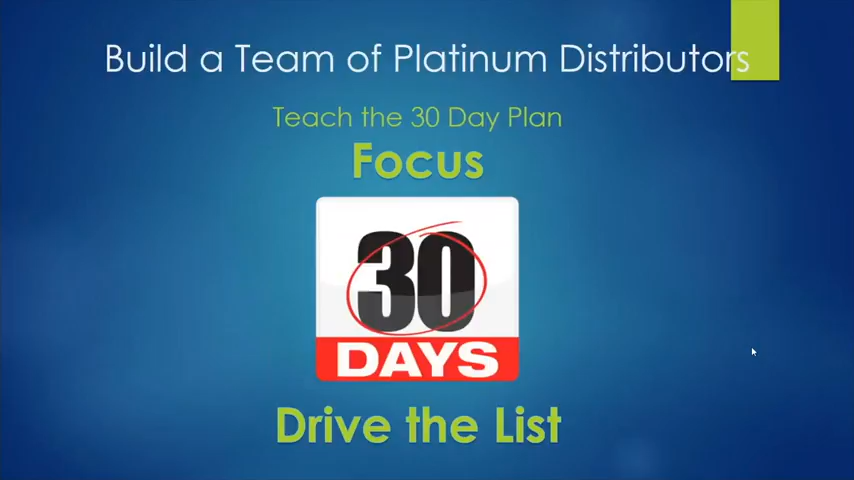 Build a Team of Platinum Distributors
Teach the 30 Day Plan
Focus
30
DAYS
Drive the List